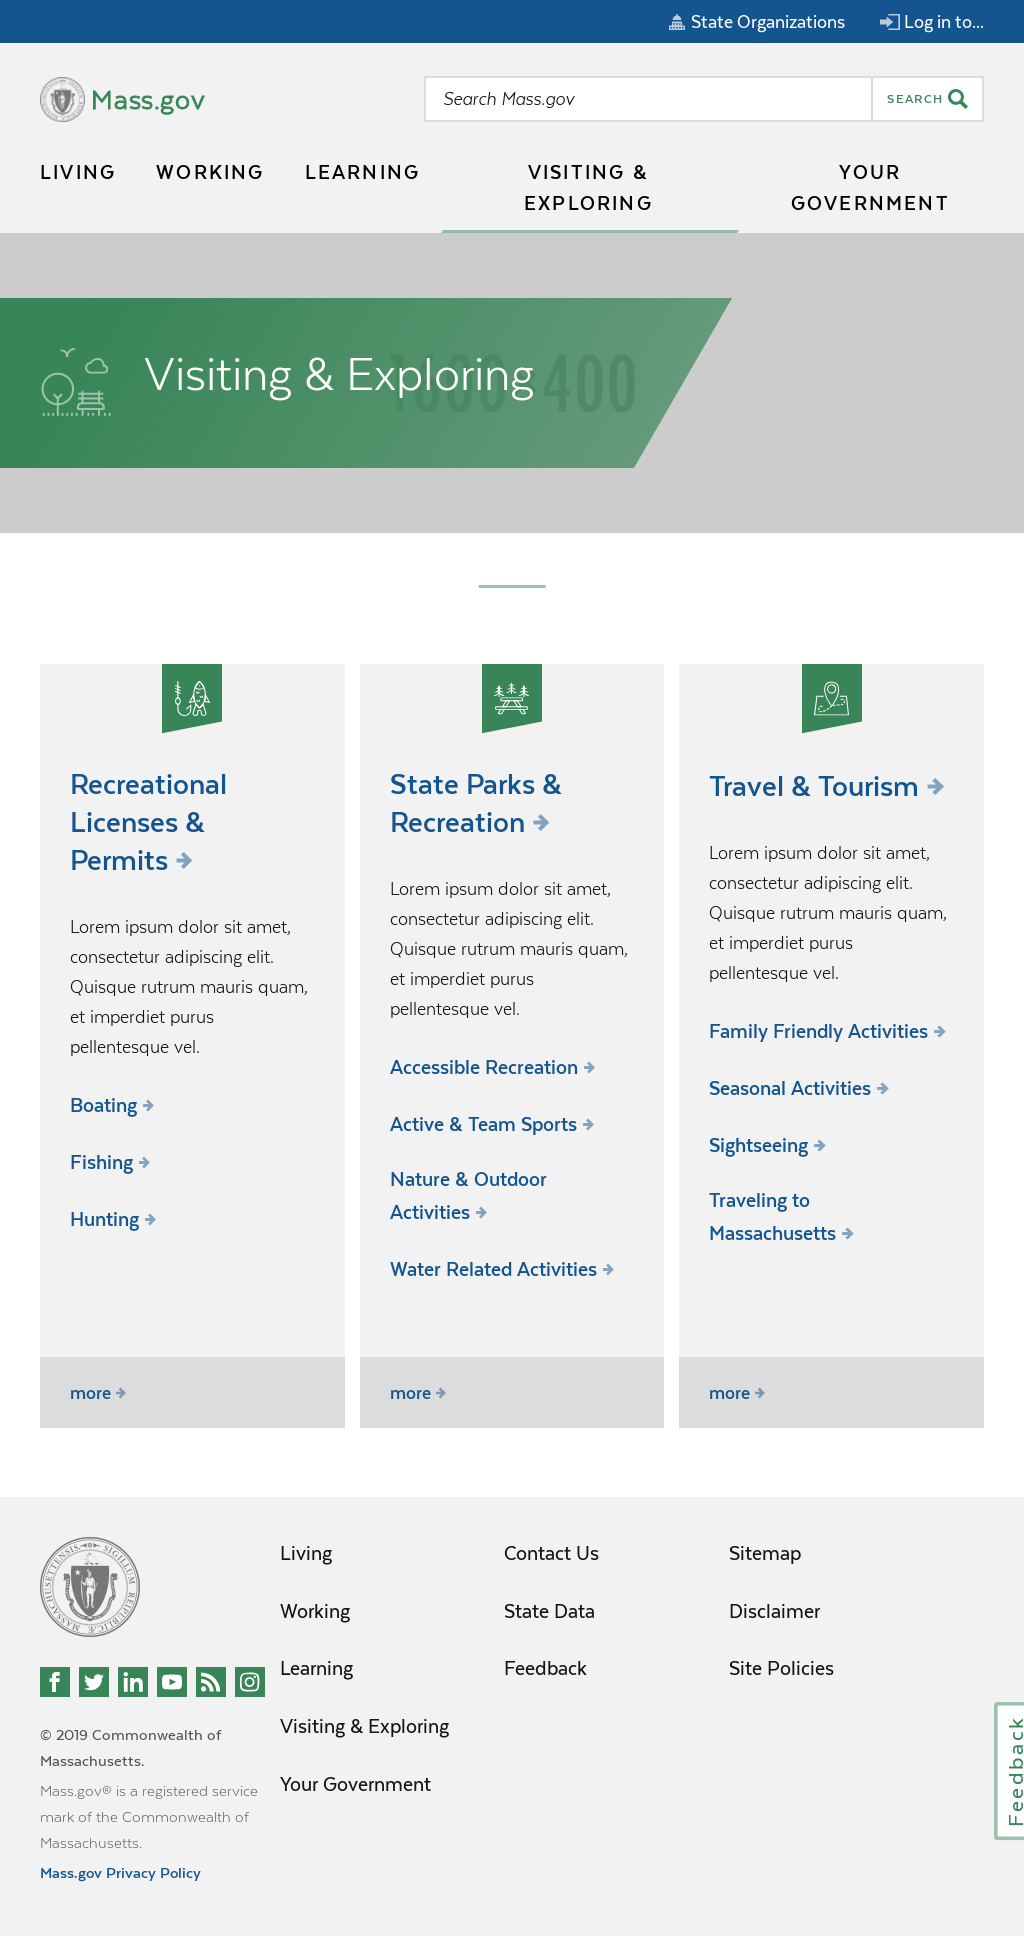 State Organizations
Log in to...
Mass.gov
Search Mass.gov
SEARCH
LIVING
WORKING
LEARNING
VISITING &
EXPLORING
YOUR
GOVERNMENT
Visiting & Exploring
Recreational
Licenses &
Permits
Lorem ipsum dolor sit amet,
consectetur adipiscing elit.
Quisque rutrum mauris quam,
et imperdiet purus
pellentesque vel.
Boating
Fishing
Hunting
more
State Parks &
Recreation
Lorem ipsum dolor sit amet,
consectetur adipiscing elit.
Quisque rutrum mauris quam,
et imperdiet purus
pellentesque vel.
Accessible Recreation
Active & Team Sports
Nature & Outdoor
Activities
Water Related Activities
more
Travel & Tourism
Lorem ipsum dolor sit amet,
consectetur adipiscing elit.
Quisque rutrum mauris quam,
et imperdiet purus
pellentesque vel.
Family Friendly Activities
Seasonal Activities
Sightseeing
Traveling to
Massachusetts
more
Living
Working
Learning
Visiting & Exploring
Your Government
Contact Us
State Data
Feedback
Sitemap
Disclaimer
Site Policies
© 2019 Commonwealth of
Massachusetts.
Mass.gov® is a registered service
mark of the Commonwealth of
Massachusetts.
Mass.gov Privacy Policy
Feedback